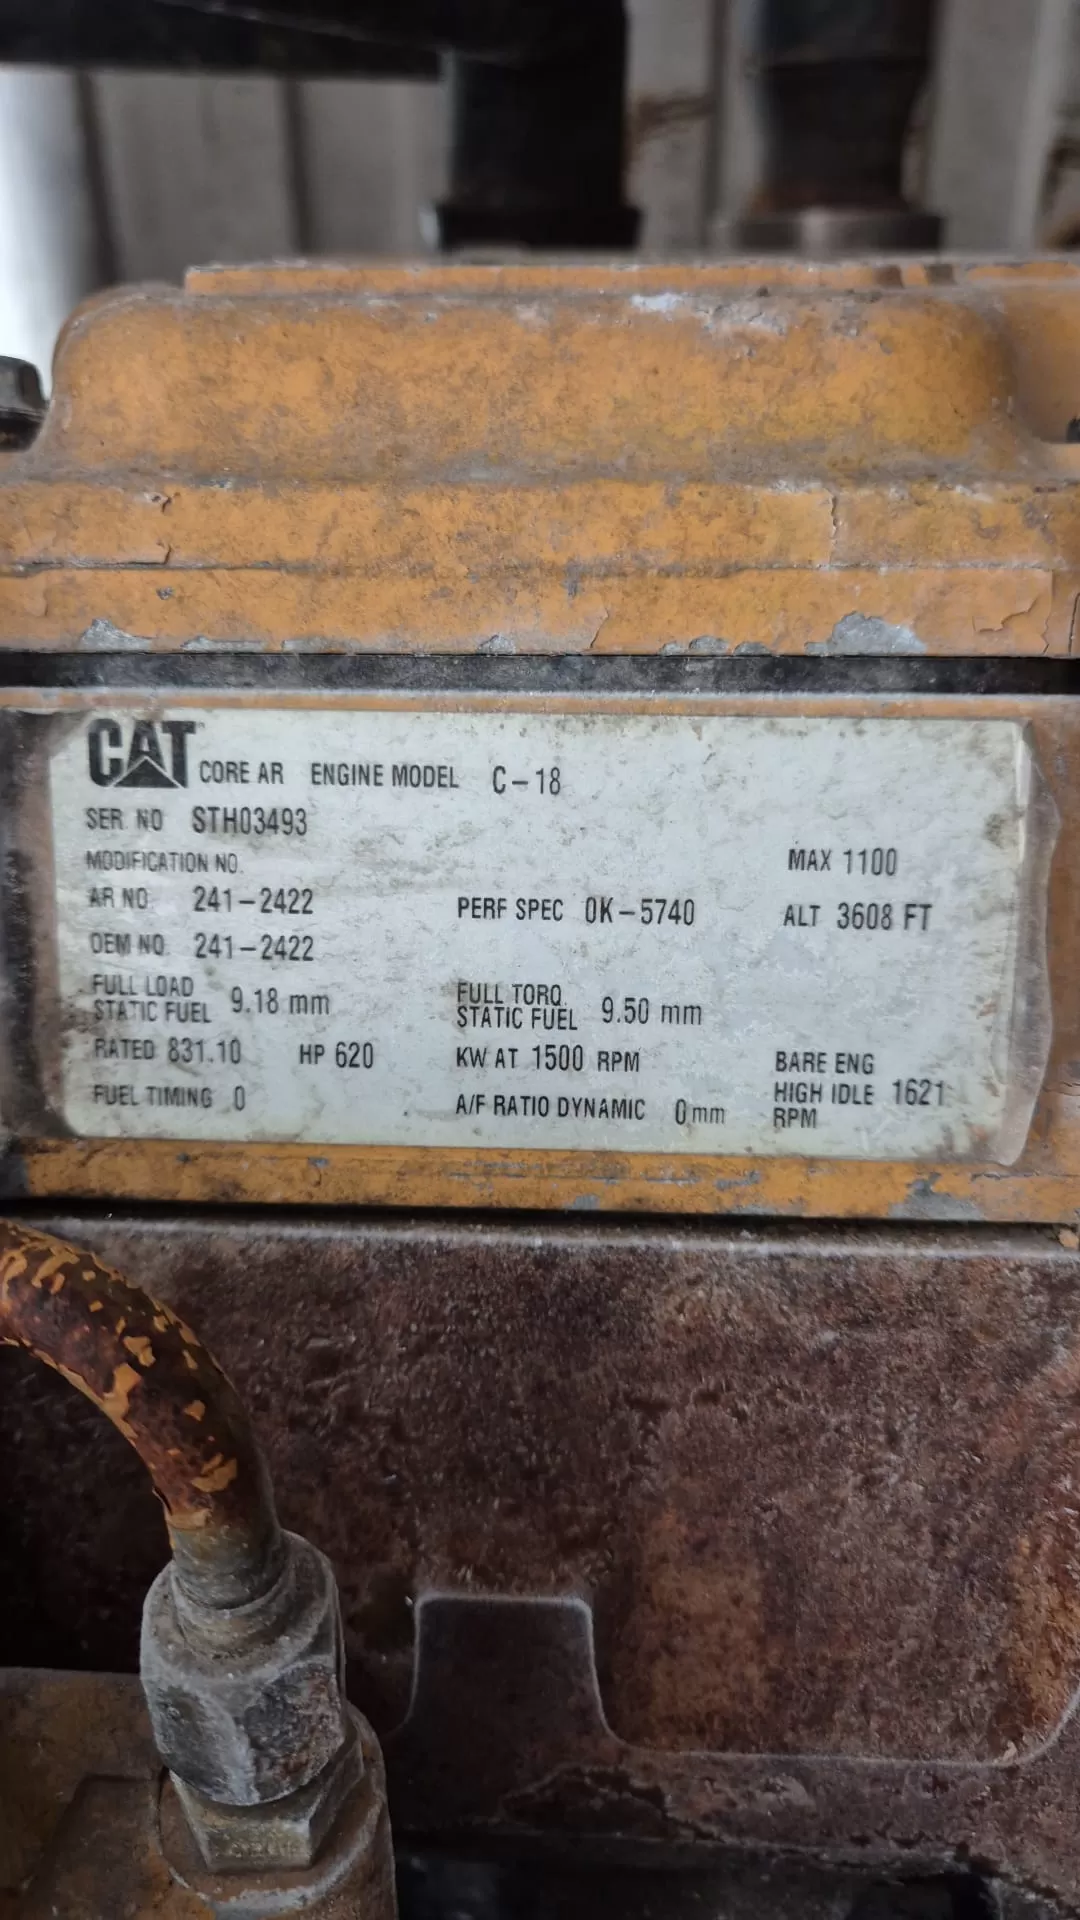 CAT CORE AR ENGINE MODEL C-18
SER NO STH03493
MODIFICATION NO. MAX 1100
AR NO 241-2422 PERF SPEC 0K-5740 ALT 3608 FT
OEM NO. 241-2422
FULL LOAD STATIC FUEL 9.18 mm FULL TORQ. STATIC FUEL 9.50 mm
RATED 831.10 HP 620 KW AT 1500 RPM BARE ENG
FUEL TIMING 0 A/F RATIO DYNAMIC 0 mm HIGH IDLE 1621
RPM